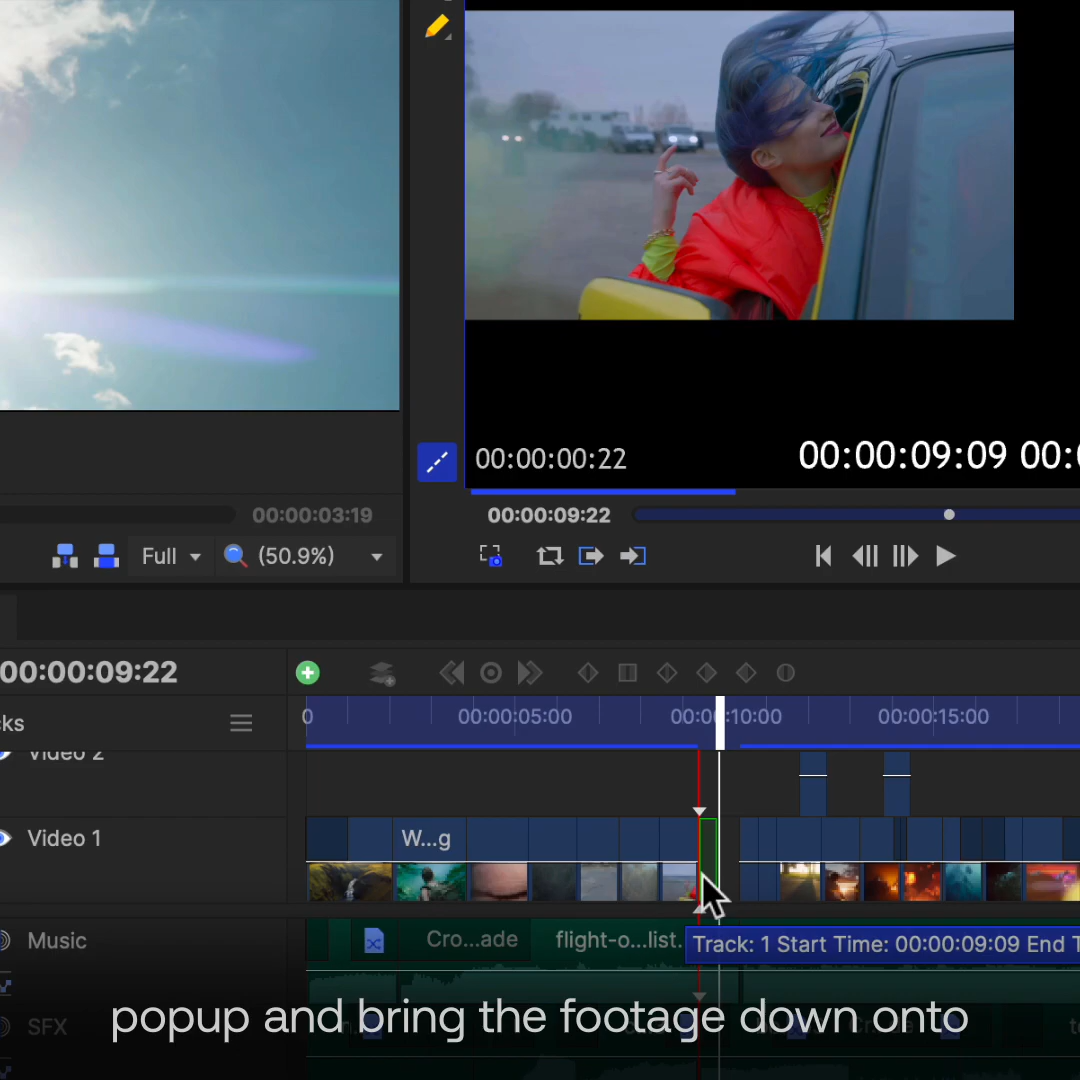 00:00:00:22
00:00:09:09 00:0
00:00:03:19
00:00:09:22
Full
(50.9%)
00:00:09:22
0
00:00:05:00
00:00:10:00
00:00:15:00
cks
Video 2
Video 1
W...g
Music
Cro...ade
flight-o...list.
Track: 1 Start Time: 00:00:09:09 End T
SFX
popup and bring the footage down onto